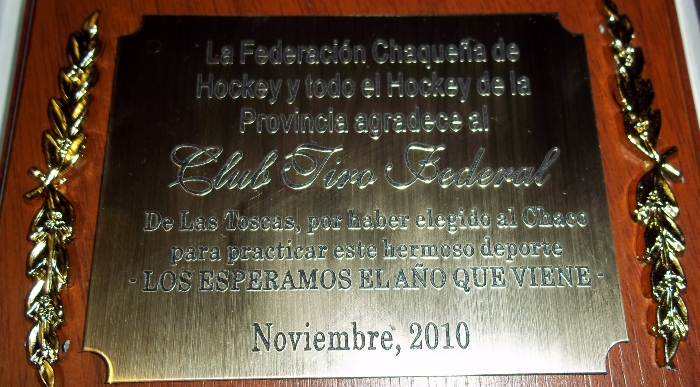 La Federación Chaqueña de
Hockey y todo el Hockey de la
Provincia agradece al
Club Tiro Federal
De Las Toscas, por haber elegido al Chaco
para practicar este hermoso deporte
- LOS ESPERAMOS EL AÑO QUE VIENE -
Noviembre, 2010